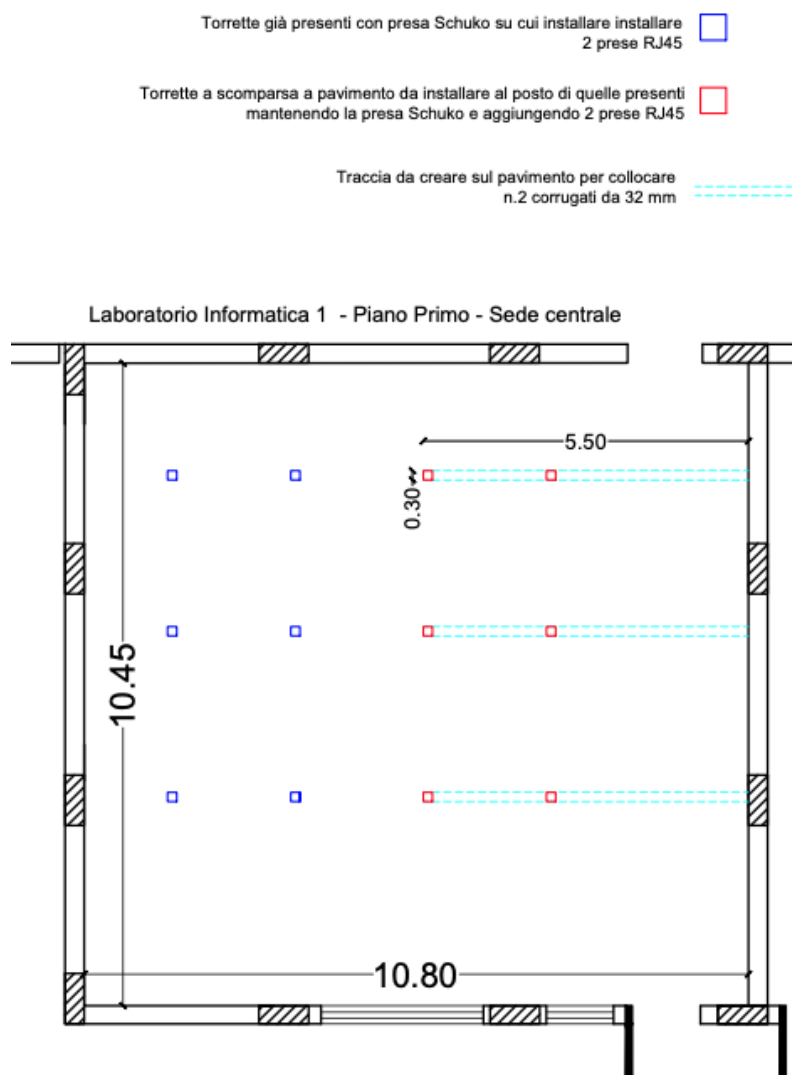 Torrette già presenti con presa Schuko su cui installare installare
2 prese RJ45
Torrette a scomparsa a pavimento da installare al posto di quelle presenti
mantenendo la presa Schuko e aggiungendo 2 prese RJ45
Traccia da creare sul pavimento per collocare
n.2 corrugati da 32 mm
Laboratorio Informatica 1 - Piano Primo - Sede centrale
5.50
0.30
10.45
10.80